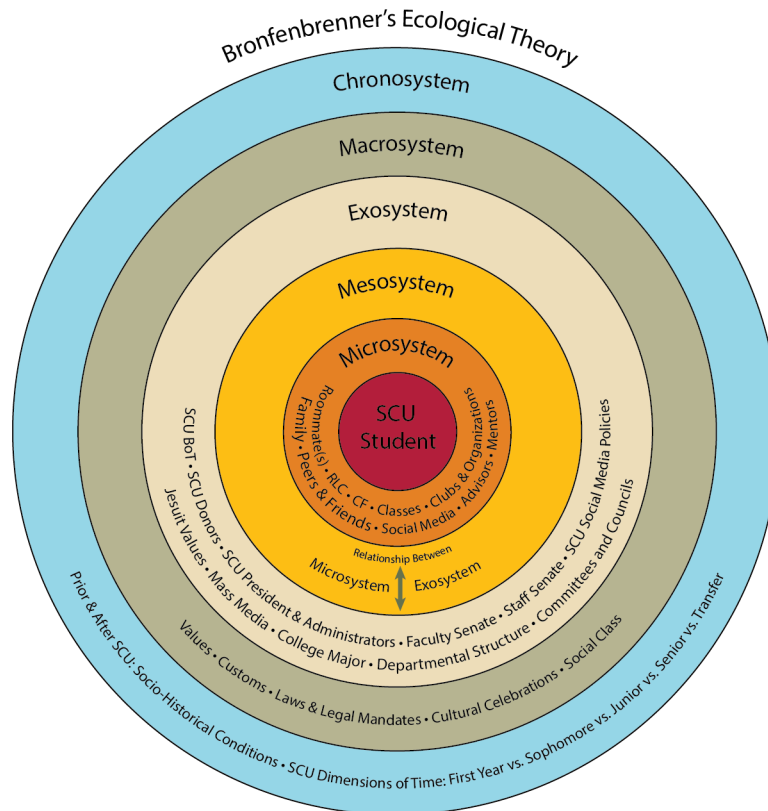 Bronfenbrenner's Ecological Theory
Chronosystem
Macrosystem
Exosystem
Mesosystem
Microsystem
SCU
Student
Roommate(s) • RLC • CF • Classes • Clubs & Organizations
Family • Peers & Friends • Social Media • Advisors • Mentors
Relationship Between
Microsystem Exosystem
SCU BoT • SCU Donors • SCU President & Administrators • Faculty Senate • Staff Senate • SCU Social Media Policies
Jesuit Values • Mass Media • College Major • Departmental Structure • Committees and Councils
Values • Customs • Laws & Legal Mandates • Cultural Celebrations • Social Class
Prior & After SCU: Socio-Historical Conditions • SCU Dimensions of Time: First Year vs. Sophomore vs. Junior vs. Senior vs. Transfer